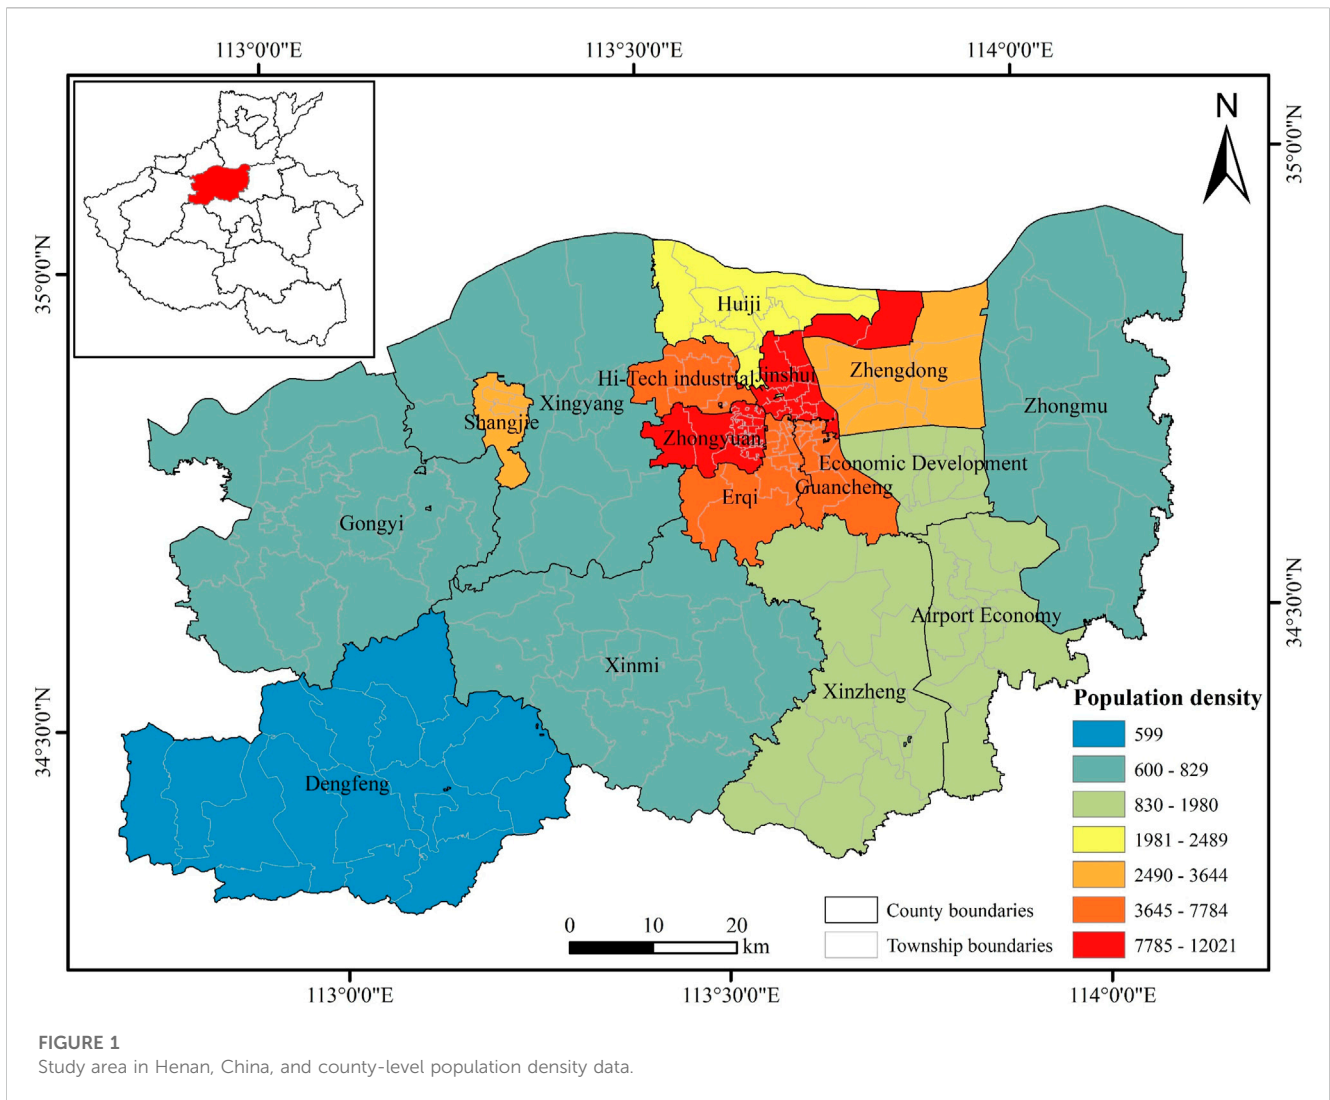 113°0'0"E
113°30'0"E
114°0'0"E
N
35°0'0"N
35°0'0"N
Huiji
Zhengdong
Hi-Tech industrial
Jinshui
Xingyang
Zhongmu
Shangjie
Zhongyuan
Economic Development
Guancheng
Erqi
Gongyi
34°30'0"N
Airport Economy
Xinmi
Xinzheng
34°30'0"N
Dengfeng
Population density
599
600 - 829
830 - 1980
1981 - 2489
2490 - 3644
3645 - 7784
7785 - 12021
0 10 20
km
County boundaries
Township boundaries
113°0'0"E
113°30'0"E
114°0'0"E
FIGURE 1
Study area in Henan, China, and county-level population density data.